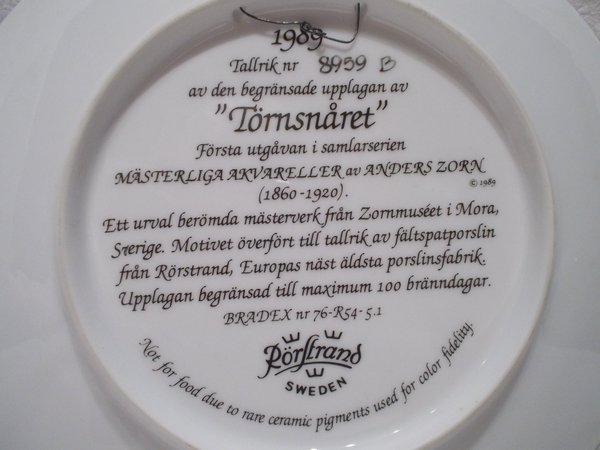 1989
Tallrik nr 8959 B
av den begränsade upplagan av
"Törnsnåret"
Första utgåvan i samlarserien
MÄSTERLIGA AKVARELLER av ANDERS ZORN
(1860-1920).
© 1989
Ett urval berömda mästerverk från Zornmuséet i Mora,
Sverige. Motivet överfört till tallrik av fältspatporslin
från Rörstrand, Europas näst äldsta porslinsfabrik.
Upplagan begränsad till maximum 100 bränndagar.
BRADEX nr 76-R54-5.1
Rörstrand
SWEDEN
Not for food due to rare ceramic pigments used for color fidelity.